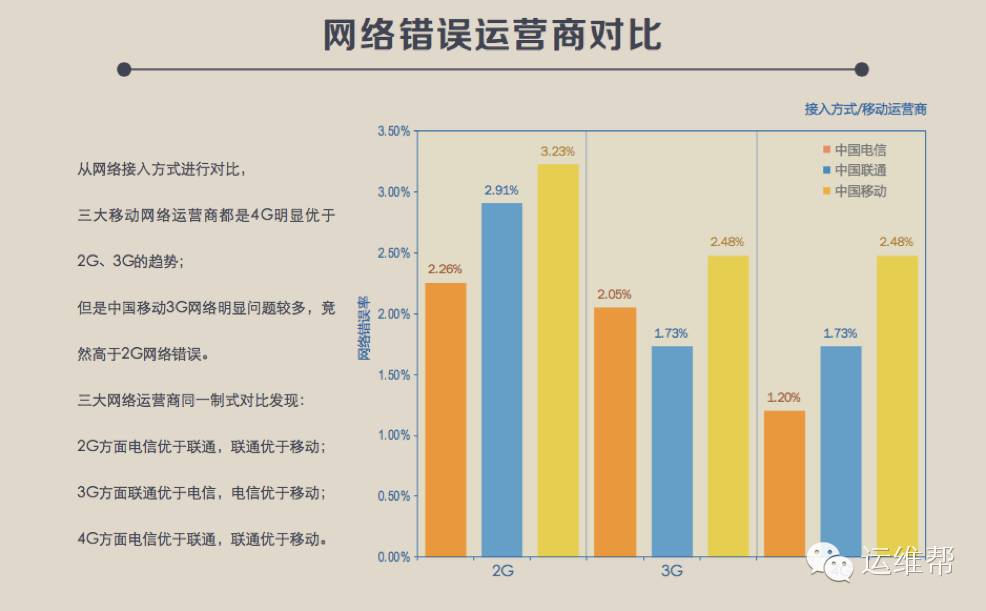 网络错误运营商对比
接入方式/移动运营商
从网络接入方式进行对比,
三大移动网络运营商都是4G明显优于
2G、3G的趋势;
但是中国移动3G网络明显问题较多,竟
然高于2G网络错误。
三大网络运营商同一制式对比发现:
2G方面电信优于联通,联通优于移动;
3G方面联通优于电信,电信优于移动;
4G方面电信优于联通,联通优于移动。
网络错误率
3.50%
3.00%
2.50%
2.00%
1.50%
1.00%
0.50%
0.00%
中国电信
中国联通
中国移动
2.26%
2.91%
3.23%
2.05%
1.73%
2.48%
1.20%
1.73%
2.48%
2G
3G
运维帮